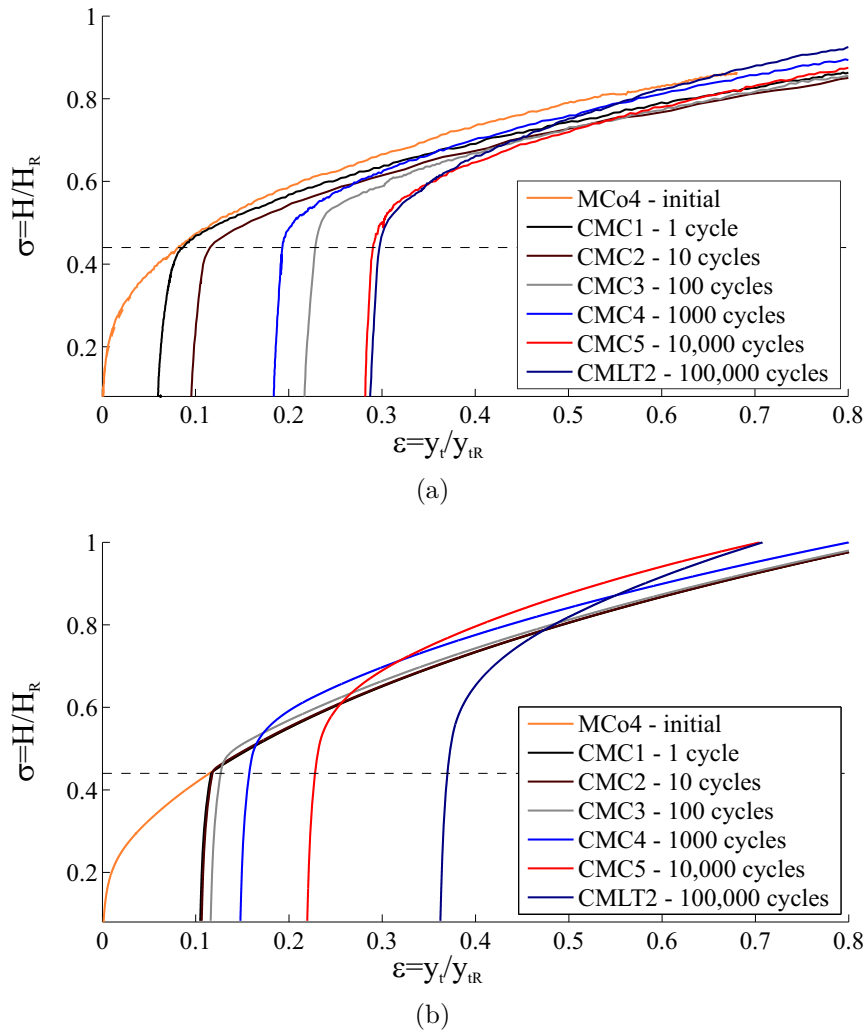 1
0.8
0.6
0.4
0.2
σ=H/H_R
MCo4 - initial
CMC1 - 1 cycle
CMC2 - 10 cycles
CMC3 - 100 cycles
CMC4 - 1000 cycles
CMC5 - 10,000 cycles
CMLT2 - 100,000 cycles
0 0.1 0.2 0.3 0.4 0.5 0.6 0.7 0.8
ε=y_t/y_tR
(a)
1
0.8
0.6
0.4
0.2
σ=H/H_R
MCo4 - initial
CMC1 - 1 cycle
CMC2 - 10 cycles
CMC3 - 100 cycles
CMC4 - 1000 cycles
CMC5 - 10,000 cycles
CMLT2 - 100,000 cycles
0 0.1 0.2 0.3 0.4 0.5 0.6 0.7 0.8
ε=y_t/y_tR
(b)